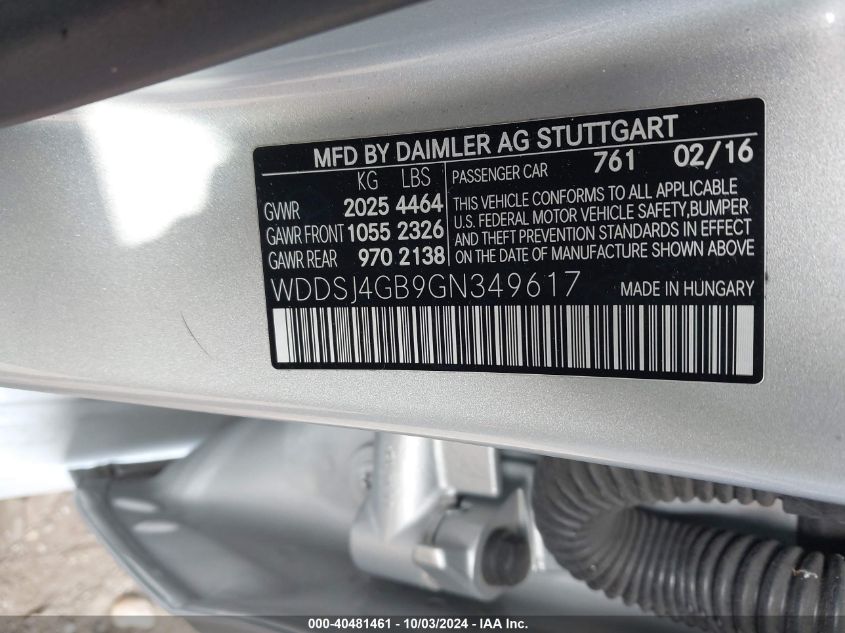 MFD BY DAIMLER AG STUTTGART
KG LBS
GVWR 2025 4464
GAWR FRONT 1055 2326
GAWR REAR 970 2138
PASSENGER CAR 761 02/16
THIS VEHICLE CONFORMS TO ALL APPLICABLE
U.S. FEDERAL MOTOR VEHICLE SAFETY, BUMPER
AND THEFT PREVENTION STANDARDS IN EFFECT
ON THE DATE OF MANUFACTURE SHOWN ABOVE
WDDSJ4GB9GN349617 MADE IN HUNGARY
000-40481461 - 10/03/2024 - IAA Inc.